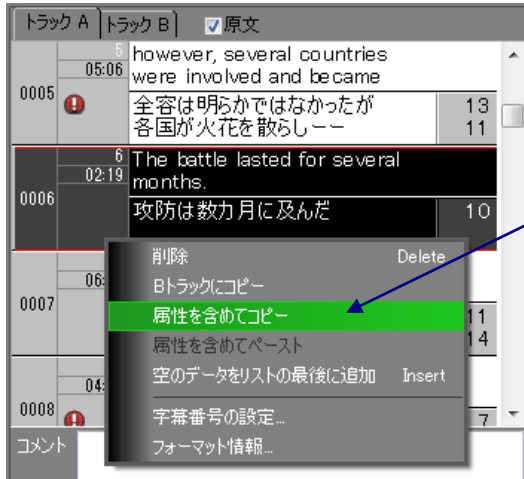 トラック A トラック B 原文
5
05:06
however, several countries
were involved and became
0005
全容は明らかではなかったが 13
各国が火花を散らしーー 11
6
02:19
The battle lasted for several
months.
0006
攻防は数カ月に及んだ 10
削除 Delete
06:
Bトラックにコピー
0007
属性を含めてコピー 11
属性を含めてペースト 14
空のデータをリストの最後に追加 Insert
04:
0008
字幕番号の設定... 7
コメント
フォーマット情報...